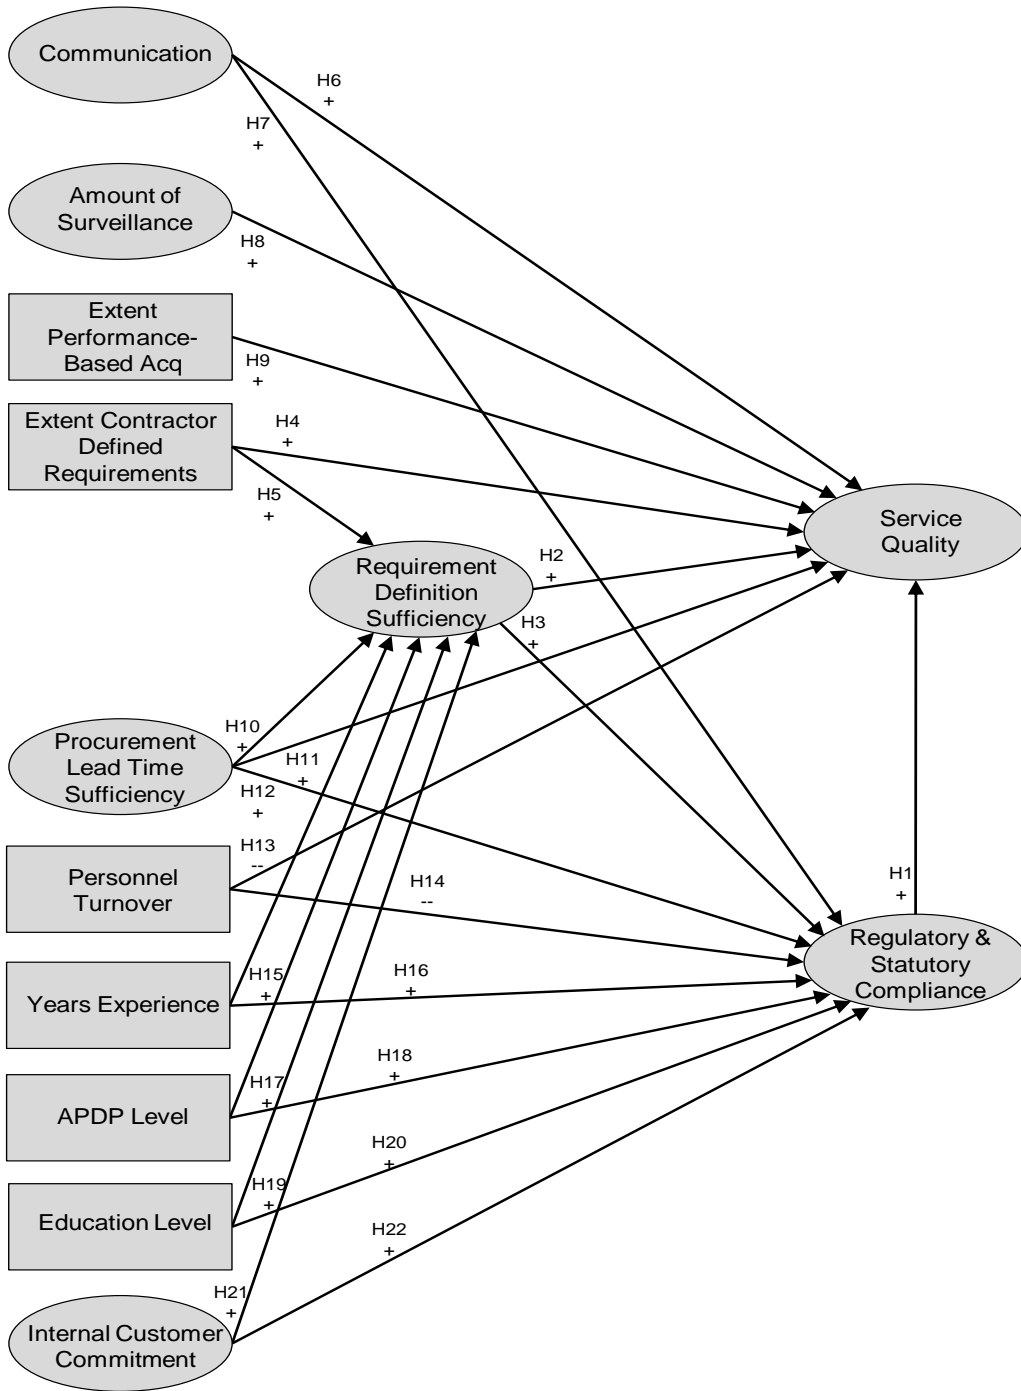 Communication
H6
+
H7
+
Amount of
Surveillance
H8
+
Extent
Performance-
Based Acq
H9
+
Extent Contractor
Defined
Requirements
H4
+
H5
+
Service
Quality
Requirement
Definition
Sufficiency
H2
+
H3
+
Procurement
Lead Time
Sufficiency
H10
+
H11
+
H12
+
Personnel
Turnover
H13
--
H14
--
H1
+
Regulatory &
Statutory
Compliance
Years Experience
H15
+
H16
+
APDP Level
H17
+
H18
+
Education Level
H19
+
H20
+
H21
+
H22
+
Internal Customer
Commitment